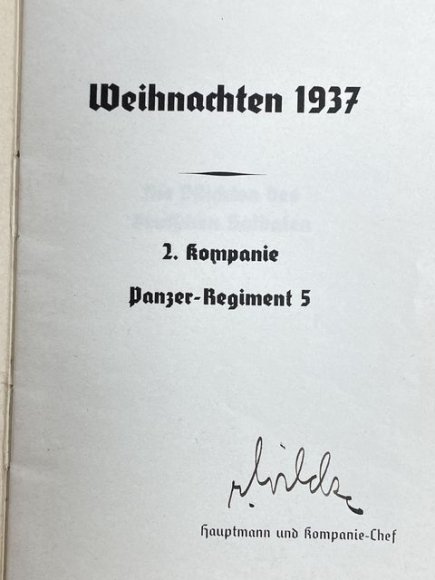 Weihnachten 1937
2. Kompanie
Panzer-Regiment 5
Hauptmann und Kompanie-Chef